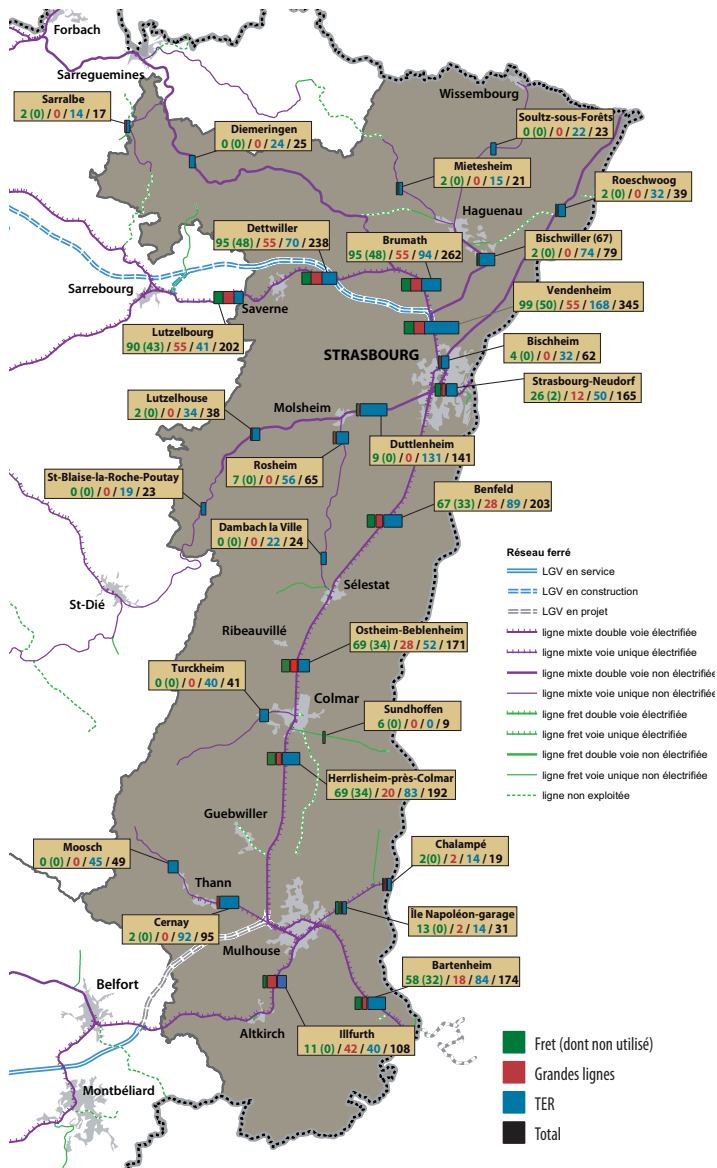 Forbach
Sarreguemines
Sarralbe
2 (0) / 0 / 14 / 17
Wissembourg
Soultz-sous-Forêts
0 (0) / 0 / 22 / 23
Diemeringen
0 (0) / 0 / 24 / 25
Mietesheim
2 (0) / 0 / 15 / 21
Roeschwoog
2 (0) / 0 / 32 / 39
Haguenau
Dettwiller
95 (48) / 55 / 70 / 238
Brumath
95 (48) / 55 / 94 / 262
Bischwiller (67)
2 (0) / 0 / 74 / 79
Sarrebourg
Saverne
Vendenheim
99 (50) / 55 / 168 / 345
Lutzelbourg
90 (43) / 55 / 41 / 202
STRASBOURG
Bischheim
4 (0) / 0 / 32 / 62
Strasbourg-Neudorf
26 (2) / 12 / 50 / 165
Lutzelhouse
2 (0) / 0 / 34 / 38
Molsheim
Duttlenheim
9 (0) / 0 / 131 / 141
Rosheim
7 (0) / 0 / 56 / 65
St-Blaise-la-Roche-Poutay
0 (0) / 0 / 19 / 23
Benfeld
67 (33) / 28 / 89 / 203
Dambach la Ville
0 (0) / 0 / 22 / 24
St-Dié
Sélestat
Ribeauvillé
Ostheim-Beblenheim
69 (34) / 28 / 52 / 171
Turckheim
0 (0) / 0 / 40 / 41
Colmar
Sundhoffen
6 (0) / 0 / 0 / 9
Herrlisheim-près-Colmar
69 (34) / 20 / 83 / 192
Guebwiller
Moosch
0 (0) / 0 / 45 / 49
Chalampé
2(0) / 2 / 14 / 19
Thann
Cernay
2 (0) / 0 / 92 / 95
Île Napoléon-garage
13 (0) / 2 / 14 / 31
Mulhouse
Bartenheim
58 (32) / 18 / 84 / 174
Belfort
Altkirch
Illfurth
11 (0) / 42 / 40 / 108
Montbéliard
Réseau ferré
LGV en service
LGV en construction
LGV en projet
ligne mixte double voie électrifiée
ligne mixte voie unique électrifiée
ligne mixte double voie non électrifiée
ligne mixte voie unique non électrifiée
ligne fret double voie électrifiée
ligne fret voie unique électrifiée
ligne fret double voie non électrifiée
ligne fret voie unique non électrifiée
ligne non exploitée
Fret (dont non utilisé)
Grandes lignes
TER
Total